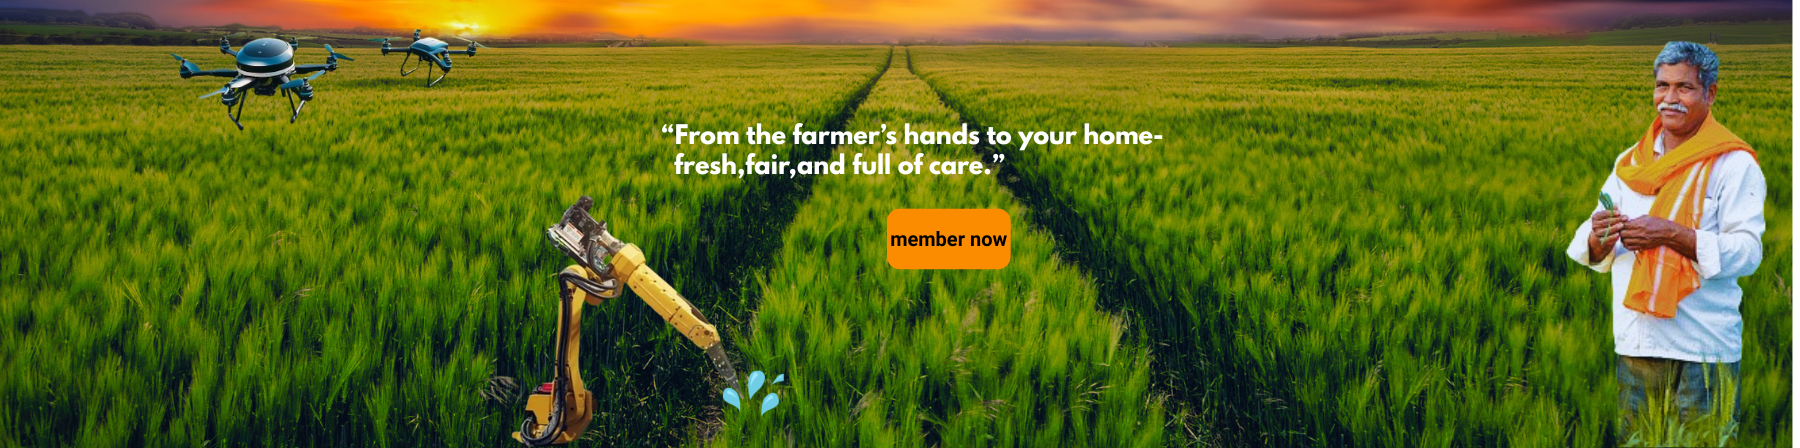 “From the farmer’s hands to your home-
fresh,fair,and full of care.”
member now